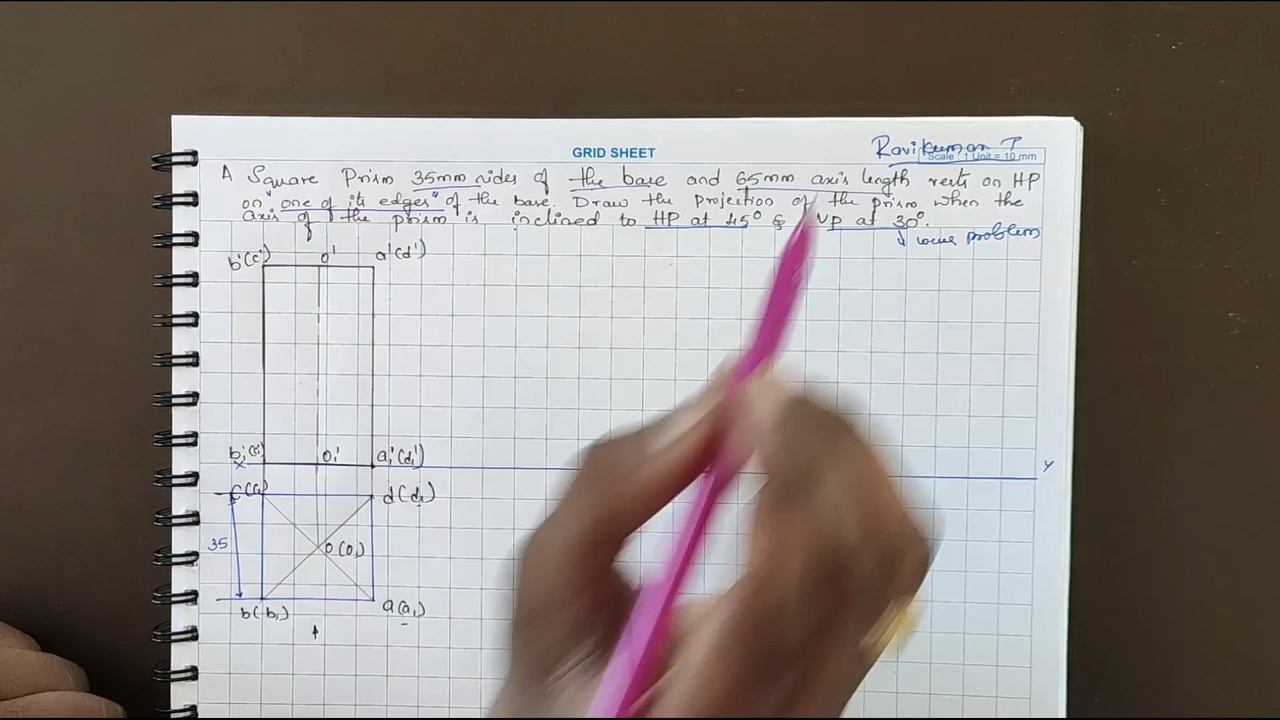 GRID SHEET
Ravikumar T
Scale : 1 Unit = 10 mm
A Square Prism 35mm sides of the base and 65mm axis length rests on HP
on "one of its edges" of the base. Draw the projection of the prism when the
axis of the prism is inclined to HP at 45° & VP at 30°.
↓ locus problem
b'(c') o' a'(d')
b₁'(c₁') o₁' a₁'(d₁')
X Y
c(c₁) d(d₁)
35
o(o₁)
b(b₁) a(a₁)